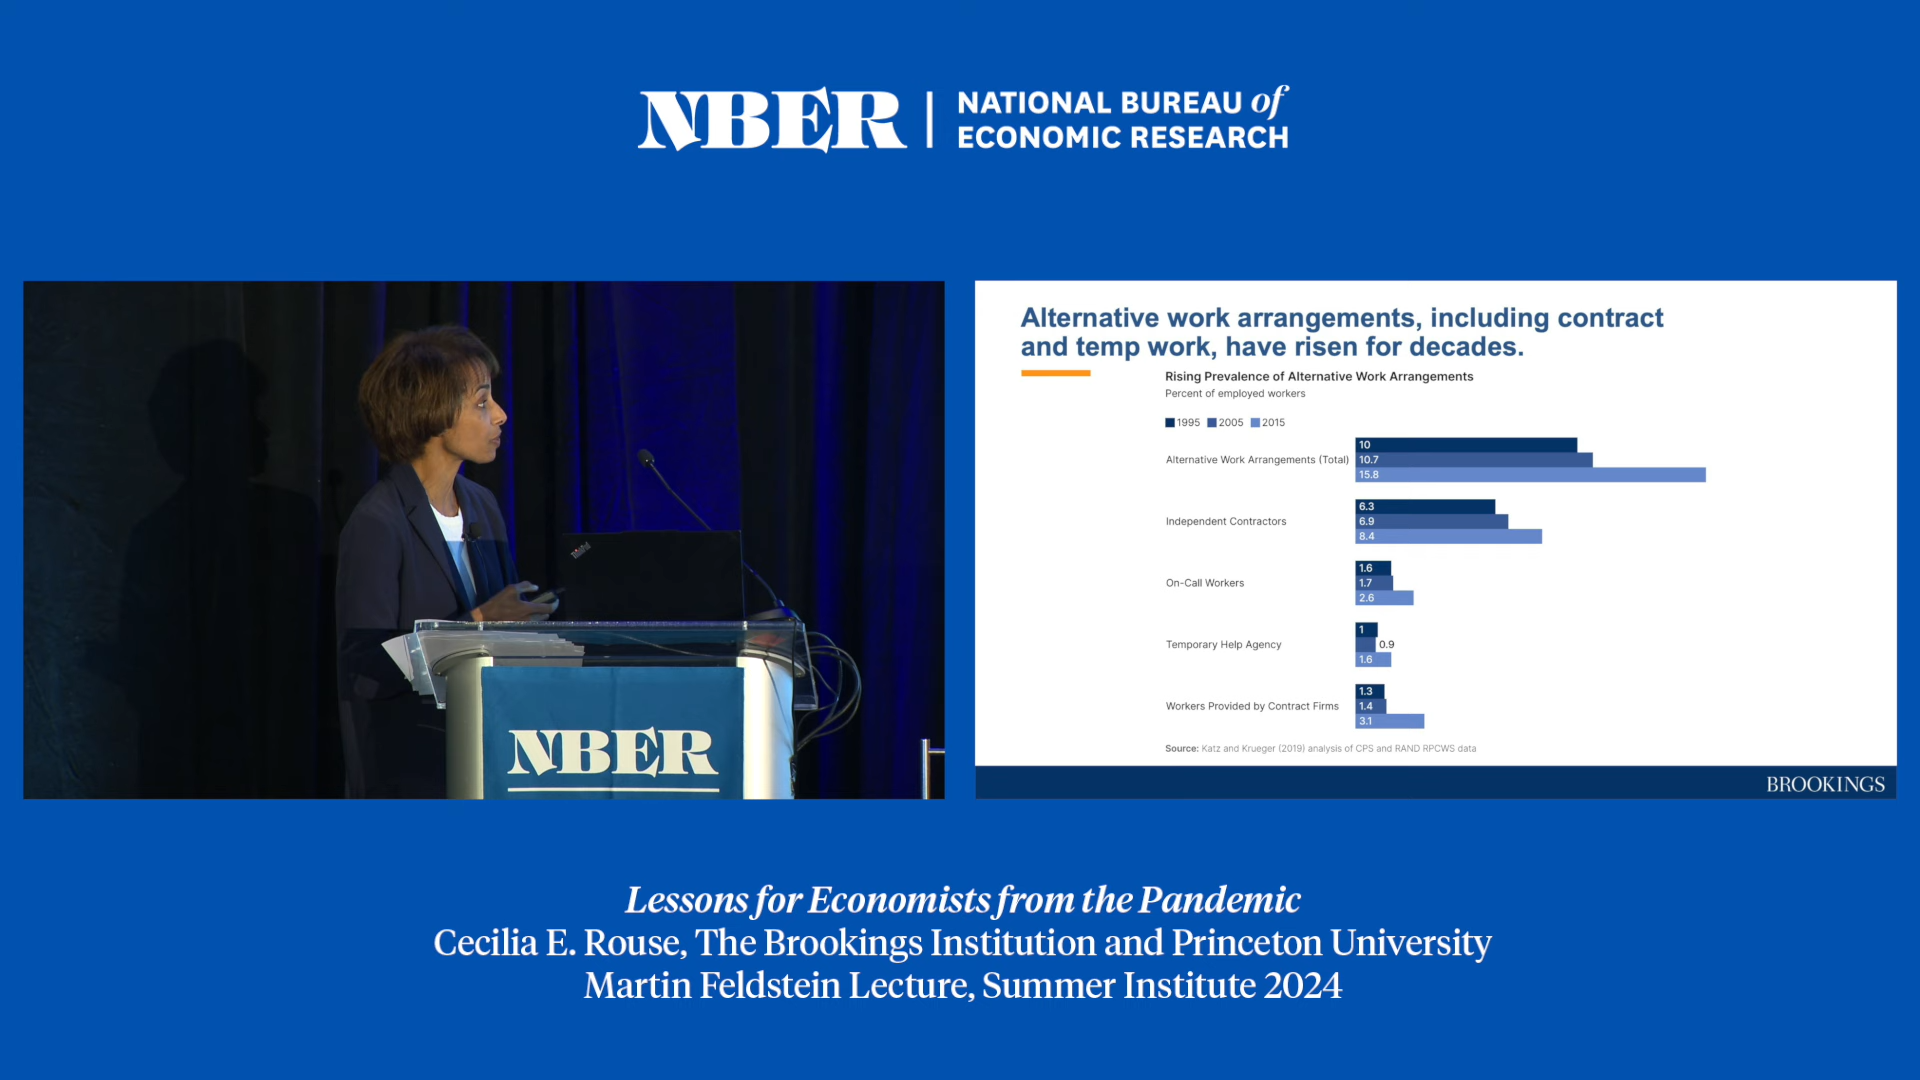 NBER | NATIONAL BUREAU of
ECONOMIC RESEARCH
NBER
Alternative work arrangements, including contract
and temp work, have risen for decades.
Rising Prevalence of Alternative Work Arrangements
Percent of employed workers
1995 2005 2015
Alternative Work Arrangements (Total)
10
10.7
15.8
Independent Contractors
6.3
6.9
8.4
On-Call Workers
1.6
1.7
2.6
Temporary Help Agency
1
0.9
1.6
Workers Provided by Contract Firms
1.3
1.4
3.1
Source: Katz and Krueger (2019) analysis of CPS and RAND RPCWS data
BROOKINGS
Lessons for Economists from the Pandemic
Cecilia E. Rouse, The Brookings Institution and Princeton University
Martin Feldstein Lecture, Summer Institute 2024